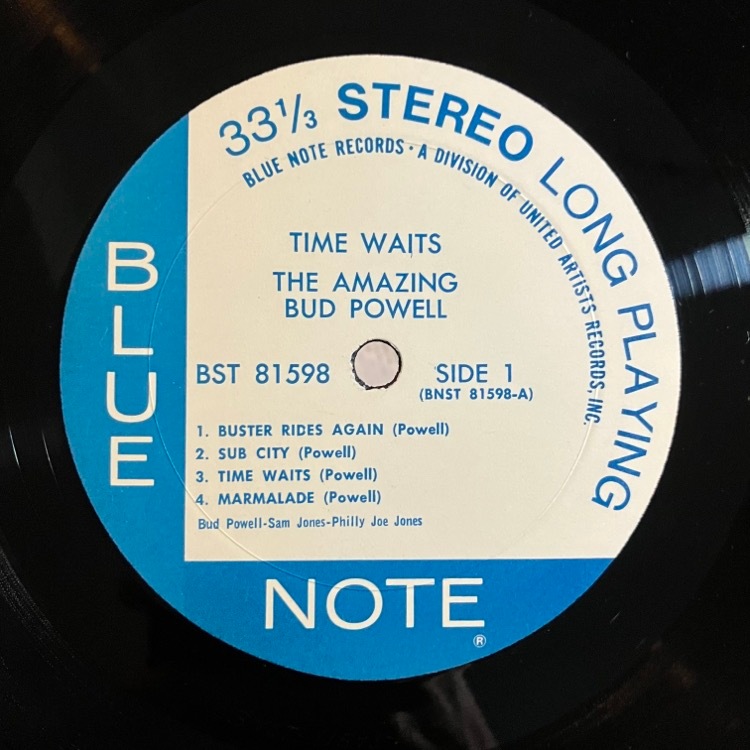 33⅓ STEREO LONG PLAYING
BLUE NOTE RECORDS • A DIVISION OF UNITED ARTISTS RECORDS, INC.
TIME WAITS
THE AMAZING
BUD POWELL
BST 81598
SIDE 1
(BNST 81598-A)
1. BUSTER RIDES AGAIN (Powell)
2. SUB CITY (Powell)
3. TIME WAITS (Powell)
4. MARMALADE (Powell)
Bud Powell-Sam Jones-Philly Joe Jones
BLUE
NOTE
®